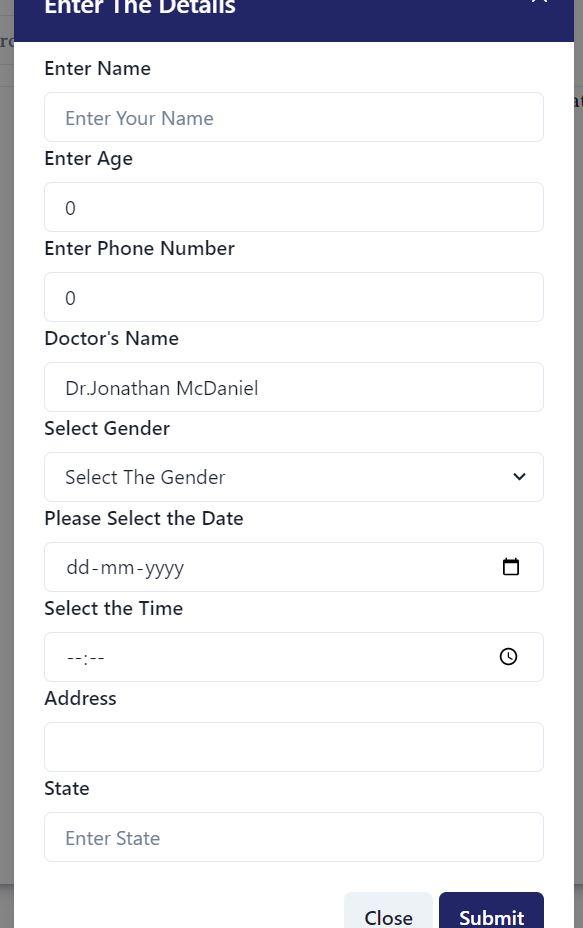 Enter The Details
Enter Name
Enter Your Name
Enter Age
0
Enter Phone Number
0
Doctor's Name
Dr.Jonathan McDaniel
Select Gender
Select The Gender
Please Select the Date
dd-mm-yyyy
Select the Time
--:--
Address
State
Enter State
Close Submit